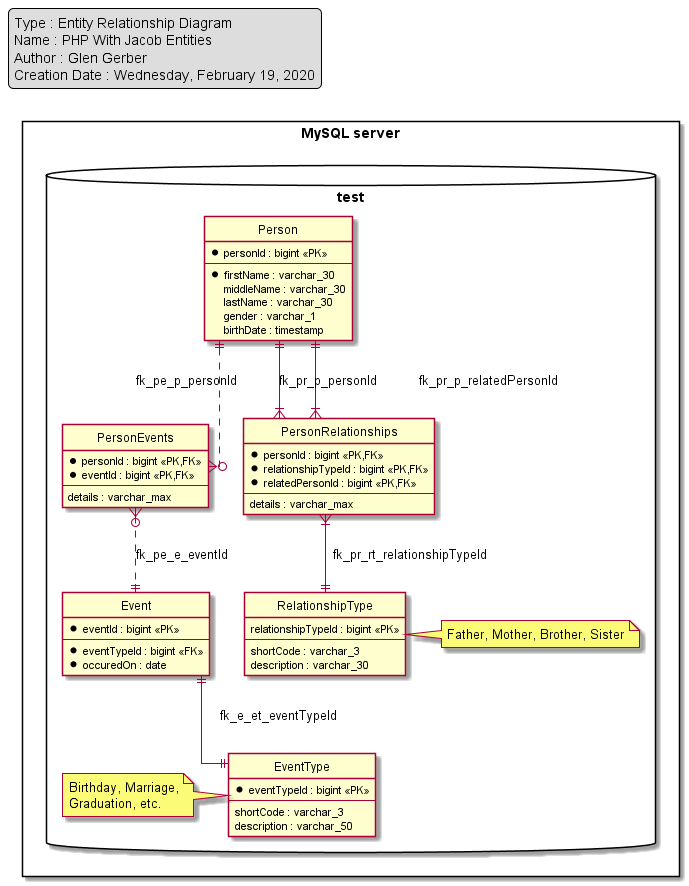 Type : Entity Relationship Diagram
Name : PHP With Jacob Entities
Author : Glen Gerber
Creation Date : Wednesday, February 19, 2020
MySQL server
test
Person
personId : bigint «PK»
firstName : varchar_30
middleName : varchar_30
lastName : varchar_30
gender : varchar_1
birthDate : timestamp
fk_pe_p_personId
fk_pr_p_personId
fk_pr_p_relatedPersonId
PersonEvents
personId : bigint «PK,FK»
eventId : bigint «PK,FK»
details : varchar_max
PersonRelationships
personId : bigint «PK,FK»
relationshipTypeId : bigint «PK,FK»
relatedPersonId : bigint «PK,FK»
details : varchar_max
fk_pe_e_eventId
fk_pr_rt_relationshipTypeId
Event
eventId : bigint «PK»
eventTypeId : bigint «FK»
occuredOn : date
RelationshipType
relationshipTypeId : bigint «PK»
shortCode : varchar_3
description : varchar_30
Father, Mother, Brother, Sister
fk_e_et_eventTypeId
Birthday, Marriage,
Graduation, etc.
EventType
eventTypeId : bigint «PK»
shortCode : varchar_3
description : varchar_50